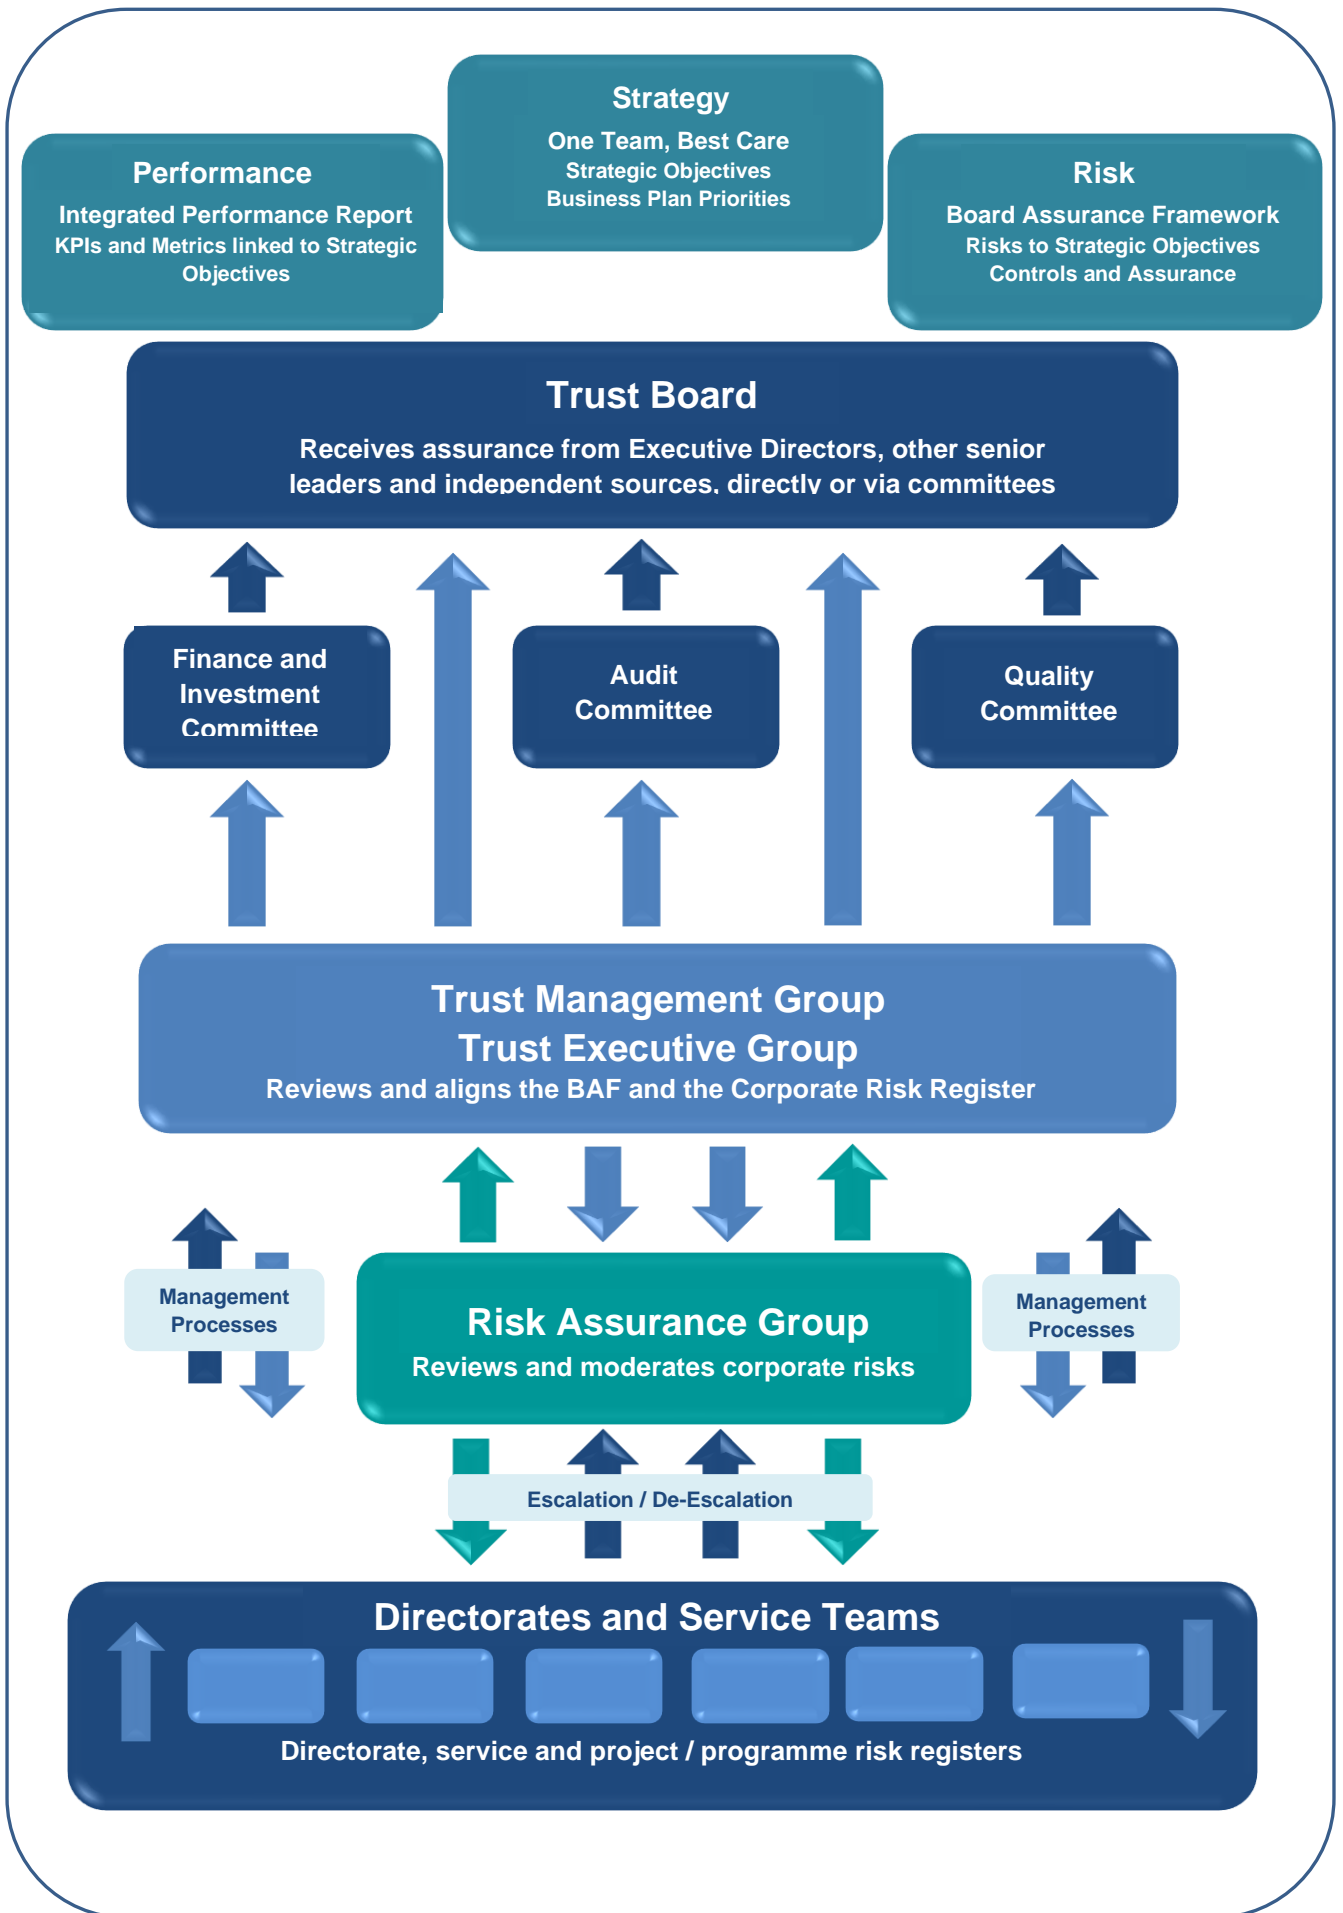 Strategy
One Team, Best Care
Strategic Objectives
Business Plan Priorities
Performance
Integrated Performance Report
KPIs and Metrics linked to Strategic
Objectives
Risk
Board Assurance Framework
Risks to Strategic Objectives
Controls and Assurance
Trust Board
Receives assurance from Executive Directors, other senior
leaders and independent sources, directly or via committees
Finance and
Investment
Committee
Audit
Committee
Quality
Committee
Trust Management Group
Trust Executive Group
Reviews and aligns the BAF and the Corporate Risk Register
Management
Processes
Risk Assurance Group
Reviews and moderates corporate risks
Management
Processes
Escalation / De-Escalation
Directorates and Service Teams
Directorate, service and project / programme risk registers